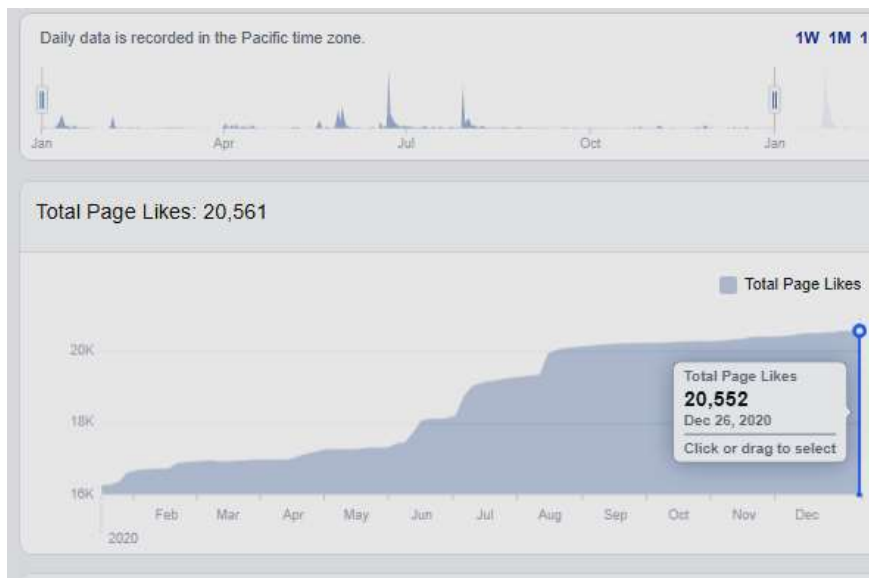 Daily data is recorded in the Pacific time zone.
1W 1M 1
Jan Apr Jul Oct Jan
Total Page Likes: 20,561
Total Page Likes
20K
18K
16K
Total Page Likes
20,552
Dec 26, 2020
Click or drag to select
Feb Mar Apr May Jun Jul Aug Sep Oct Nov Dec
2020